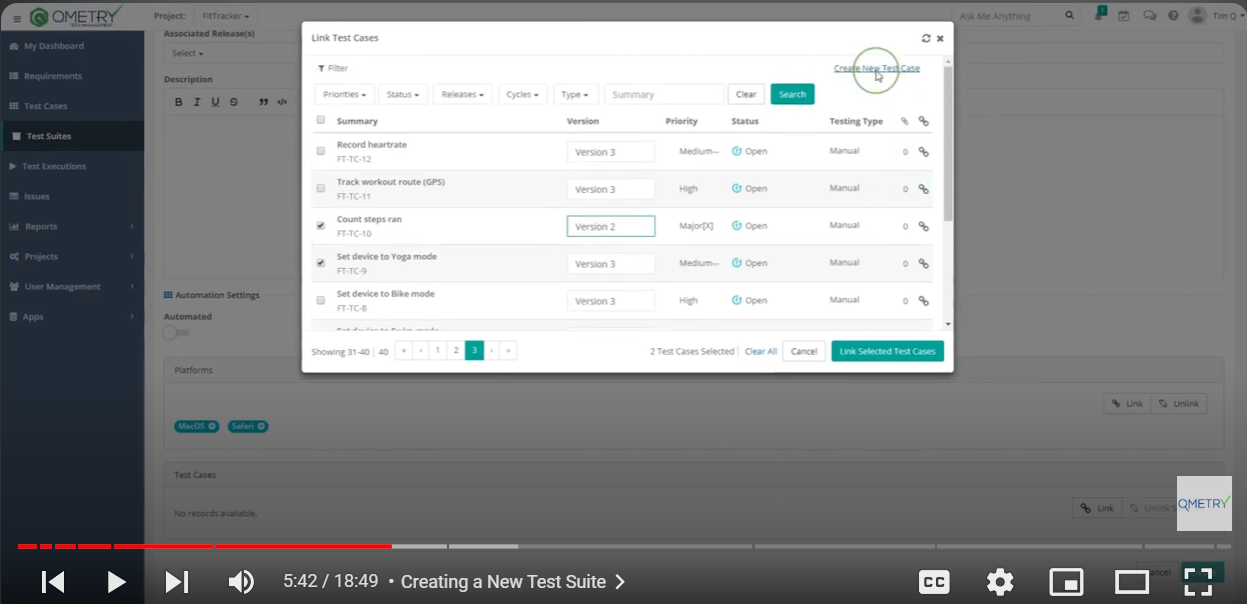 QMETRY
TEST MANAGEMENT
Project: FitTracker
Ask Me Anything
1
Tim Q
My Dashboard
Requirements
Test Cases
Test Suites
Test Executions
Issues
Reports
Projects
User Management
Apps
Associated Release(s)
Select
Description
B I U S
Link Test Cases
Filter
Create New Test Case
Priorities Status Releases Cycles Type Summary Clear Search
Summary Version Priority Status Testing Type
Record heartrate
FT-TC-12
Version 3 Medium-- Open Manual 0
Track workout route (GPS)
FT-TC-11
Version 3 High Open Manual 0
Count steps ran
FT-TC-10
Version 2 Major[X] Open Manual 0
Set device to Yoga mode
FT-TC-9
Version 3 Medium-- Open Manual 0
Set device to Bike mode
FT-TC-8
Version 3 High Open Manual 0
Showing 31-40 | 40 « ‹ 1 2 3 › »
2 Test Cases Selected | Clear All Cancel Link Selected Test Cases
Automation Settings
Automated
Platforms
Link Unlink
MacOS Safari
Test Cases
Link Unlink S
No records available.
QMETRY
5:42 / 18:49 • Creating a New Test Suite
CC